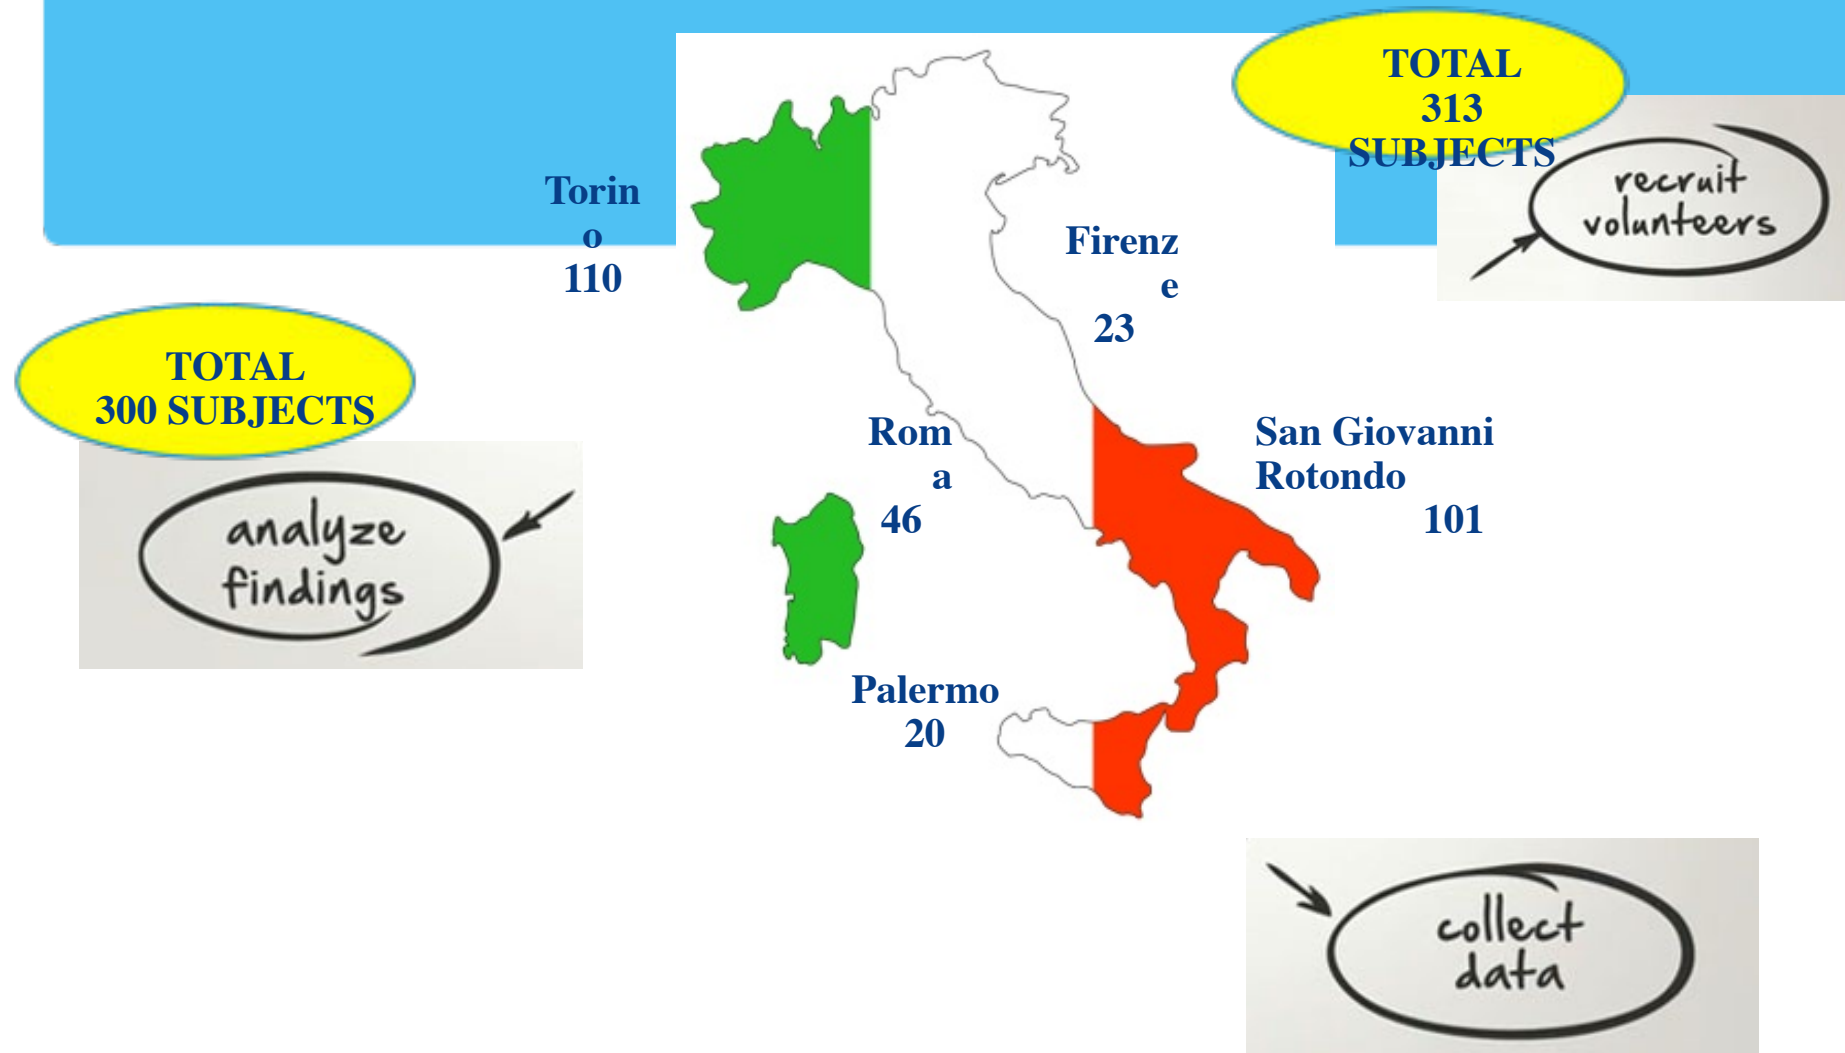 TOTAL
313
SUBJECTS
recruit
volunteers
Torin
o
110
Firenz
e
23
TOTAL
300 SUBJECTS
analyze
findings
Rom
a
46
San Giovanni
Rotondo
101
Palermo
20
collect
data